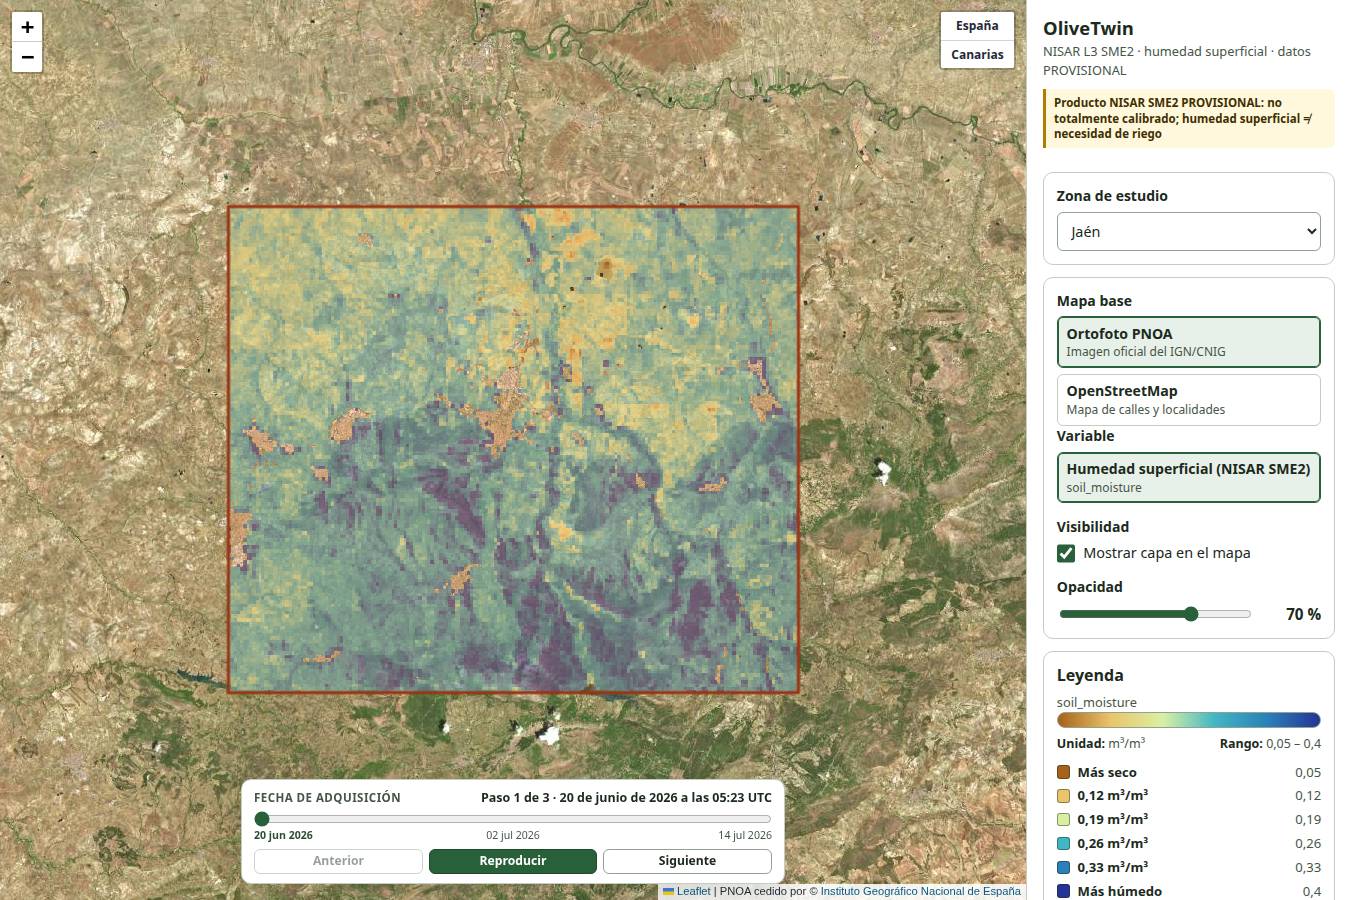 +
−
España
Canarias
OliveTwin
NISAR L3 SME2 · humedad superficial · datos
PROVISIONAL
Producto NISAR SME2 PROVISIONAL: no
totalmente calibrado; humedad superficial ≠
necesidad de riego
Zona de estudio
Jaén
Mapa base
Ortofoto PNOA
Imagen oficial del IGN/CNIG
OpenStreetMap
Mapa de calles y localidades
Variable
Humedad superficial (NISAR SME2)
soil_moisture
Visibilidad
Mostrar capa en el mapa
Opacidad
70 %
Leyenda
soil_moisture
Unidad: m³/m³ Rango: 0,05 – 0,4
Más seco 0,05
0,12 m³/m³ 0,12
0,19 m³/m³ 0,19
0,26 m³/m³ 0,26
0,33 m³/m³ 0,33
Más húmedo 0,4
FECHA DE ADQUISICIÓN Paso 1 de 3 · 20 de junio de 2026 a las 05:23 UTC
20 jun 2026 02 jul 2026 14 jul 2026
Anterior Reproducir Siguiente
Leaflet | PNOA cedido por © Instituto Geográfico Nacional de España